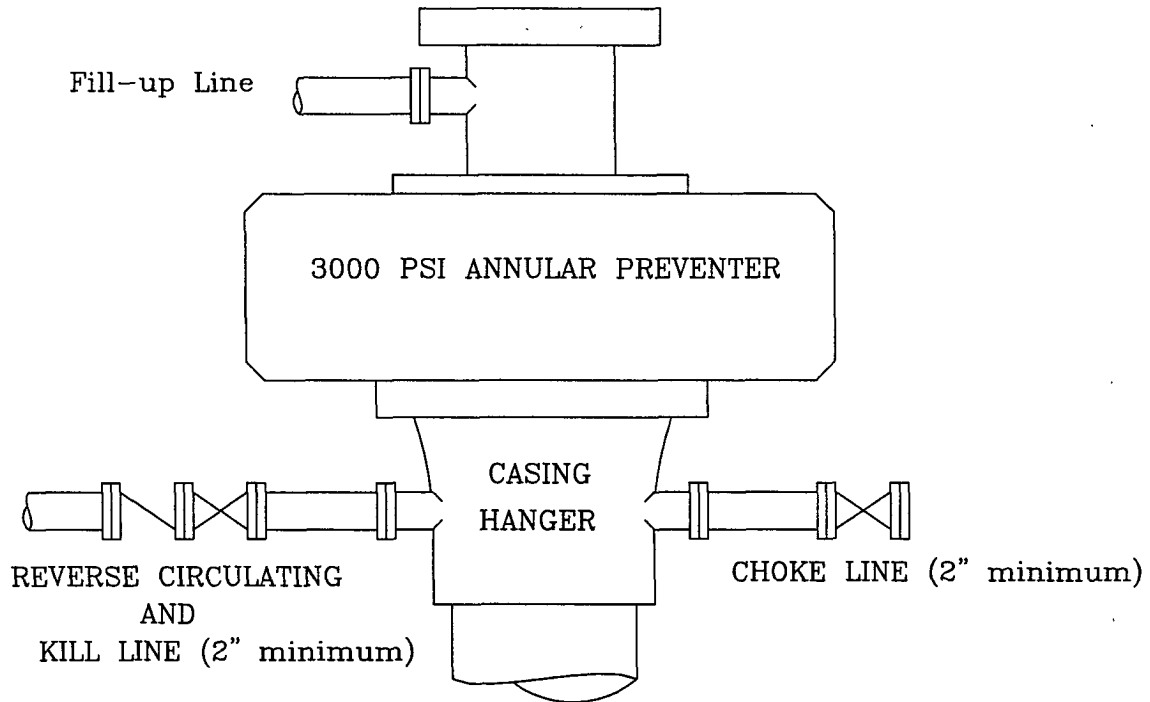 Fill-up Line
3000 PSI ANNULAR PREVENTER
CASING
HANGER
REVERSE CIRCULATING
AND
KILL LINE (2" minimum)
CHOKE LINE (2" minimum)